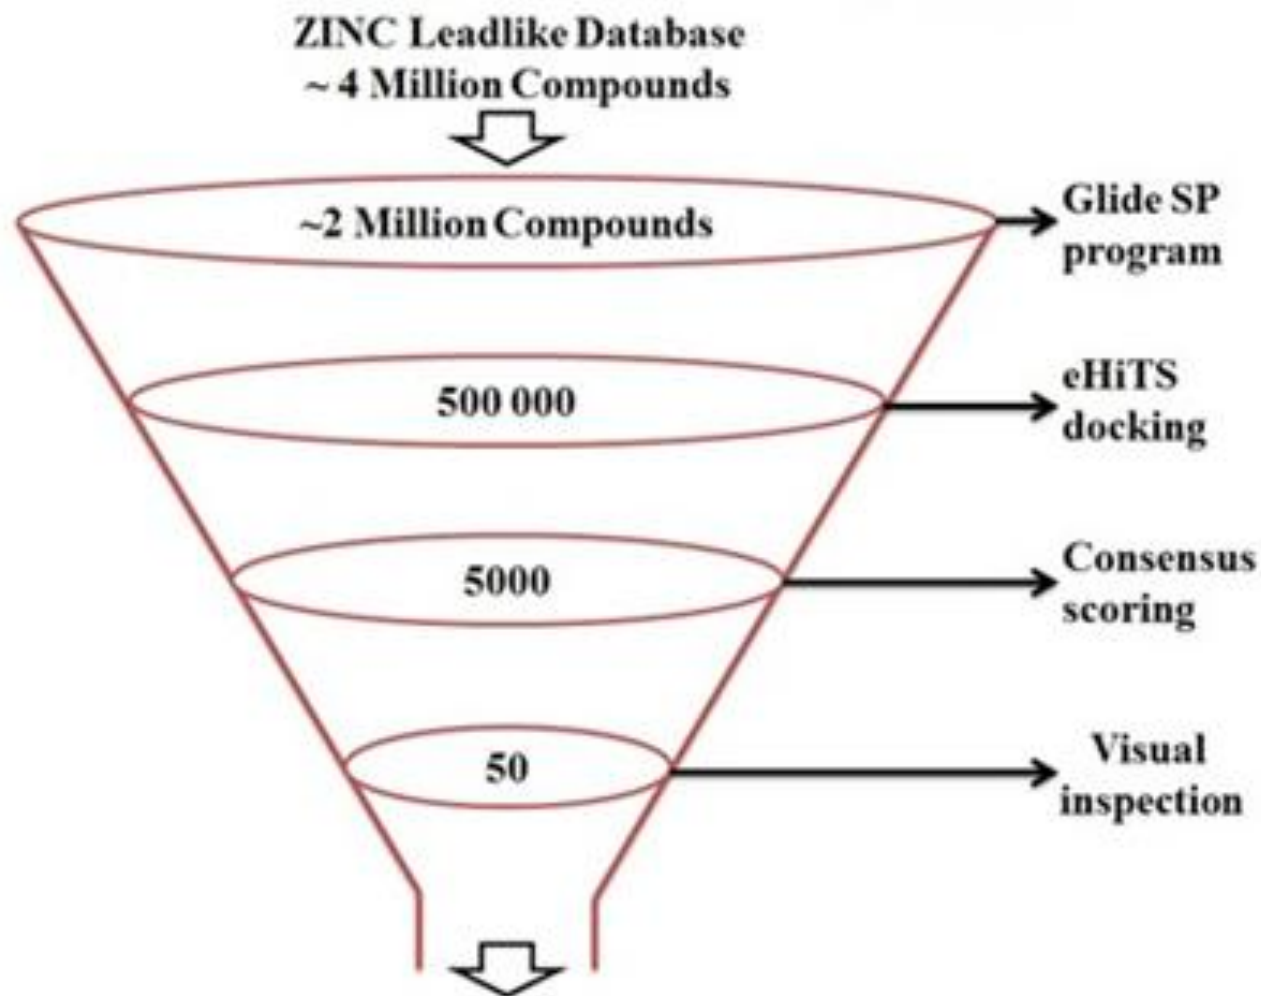 ZINC Leadlike Database
~ 4 Million Compounds
~2 Million Compounds
Glide SP
program
500 000
eHiTS
docking
5000
Consensus
scoring
50
Visual
inspection